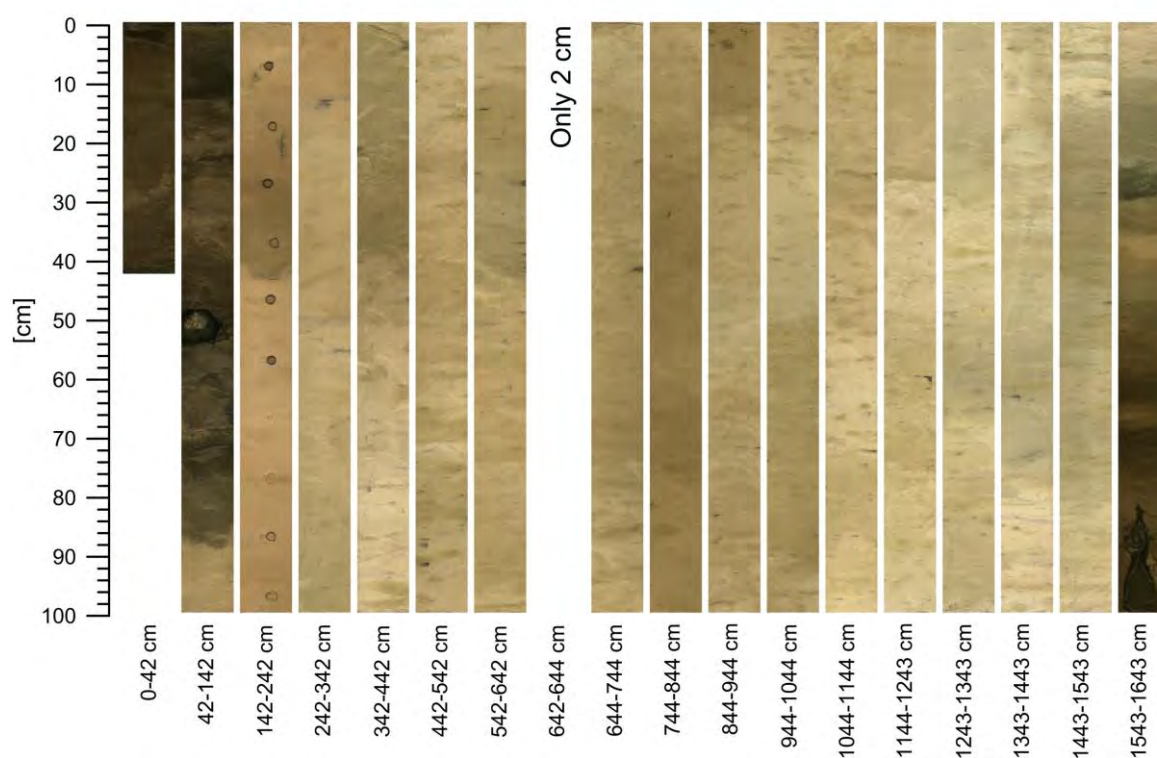 0
10
20
30
40
50
60
70
80
90
100
[cm]
Only 2 cm
0-42 cm
42-142 cm
142-242 cm
242-342 cm
342-442 cm
442-542 cm
542-642 cm
642-644 cm
644-744 cm
744-844 cm
844-944 cm
944-1044 cm
1044-1144 cm
1144-1243 cm
1243-1343 cm
1343-1443 cm
1443-1543 cm
1543-1643 cm